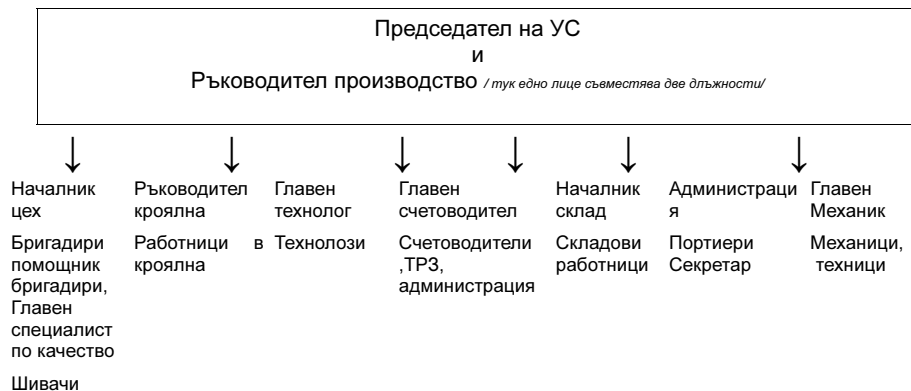 Председател на УС
и
Ръководител производство / тук едно лице съвместява две длъжности/
Началник
цех
Бригадири
помощник
бригадири,
Главен
специалист
по качество
Шивачи
Ръководител
кроялна
Работници в
кроялна
Главен
технолог
Технолози
Главен
счетоводител
Счетоводители
,ТРЗ,
администрация
Началник
склад
Складови
работници
Администраци
я
Портиери
Секретар
Главен
Механик
Механици,
техници